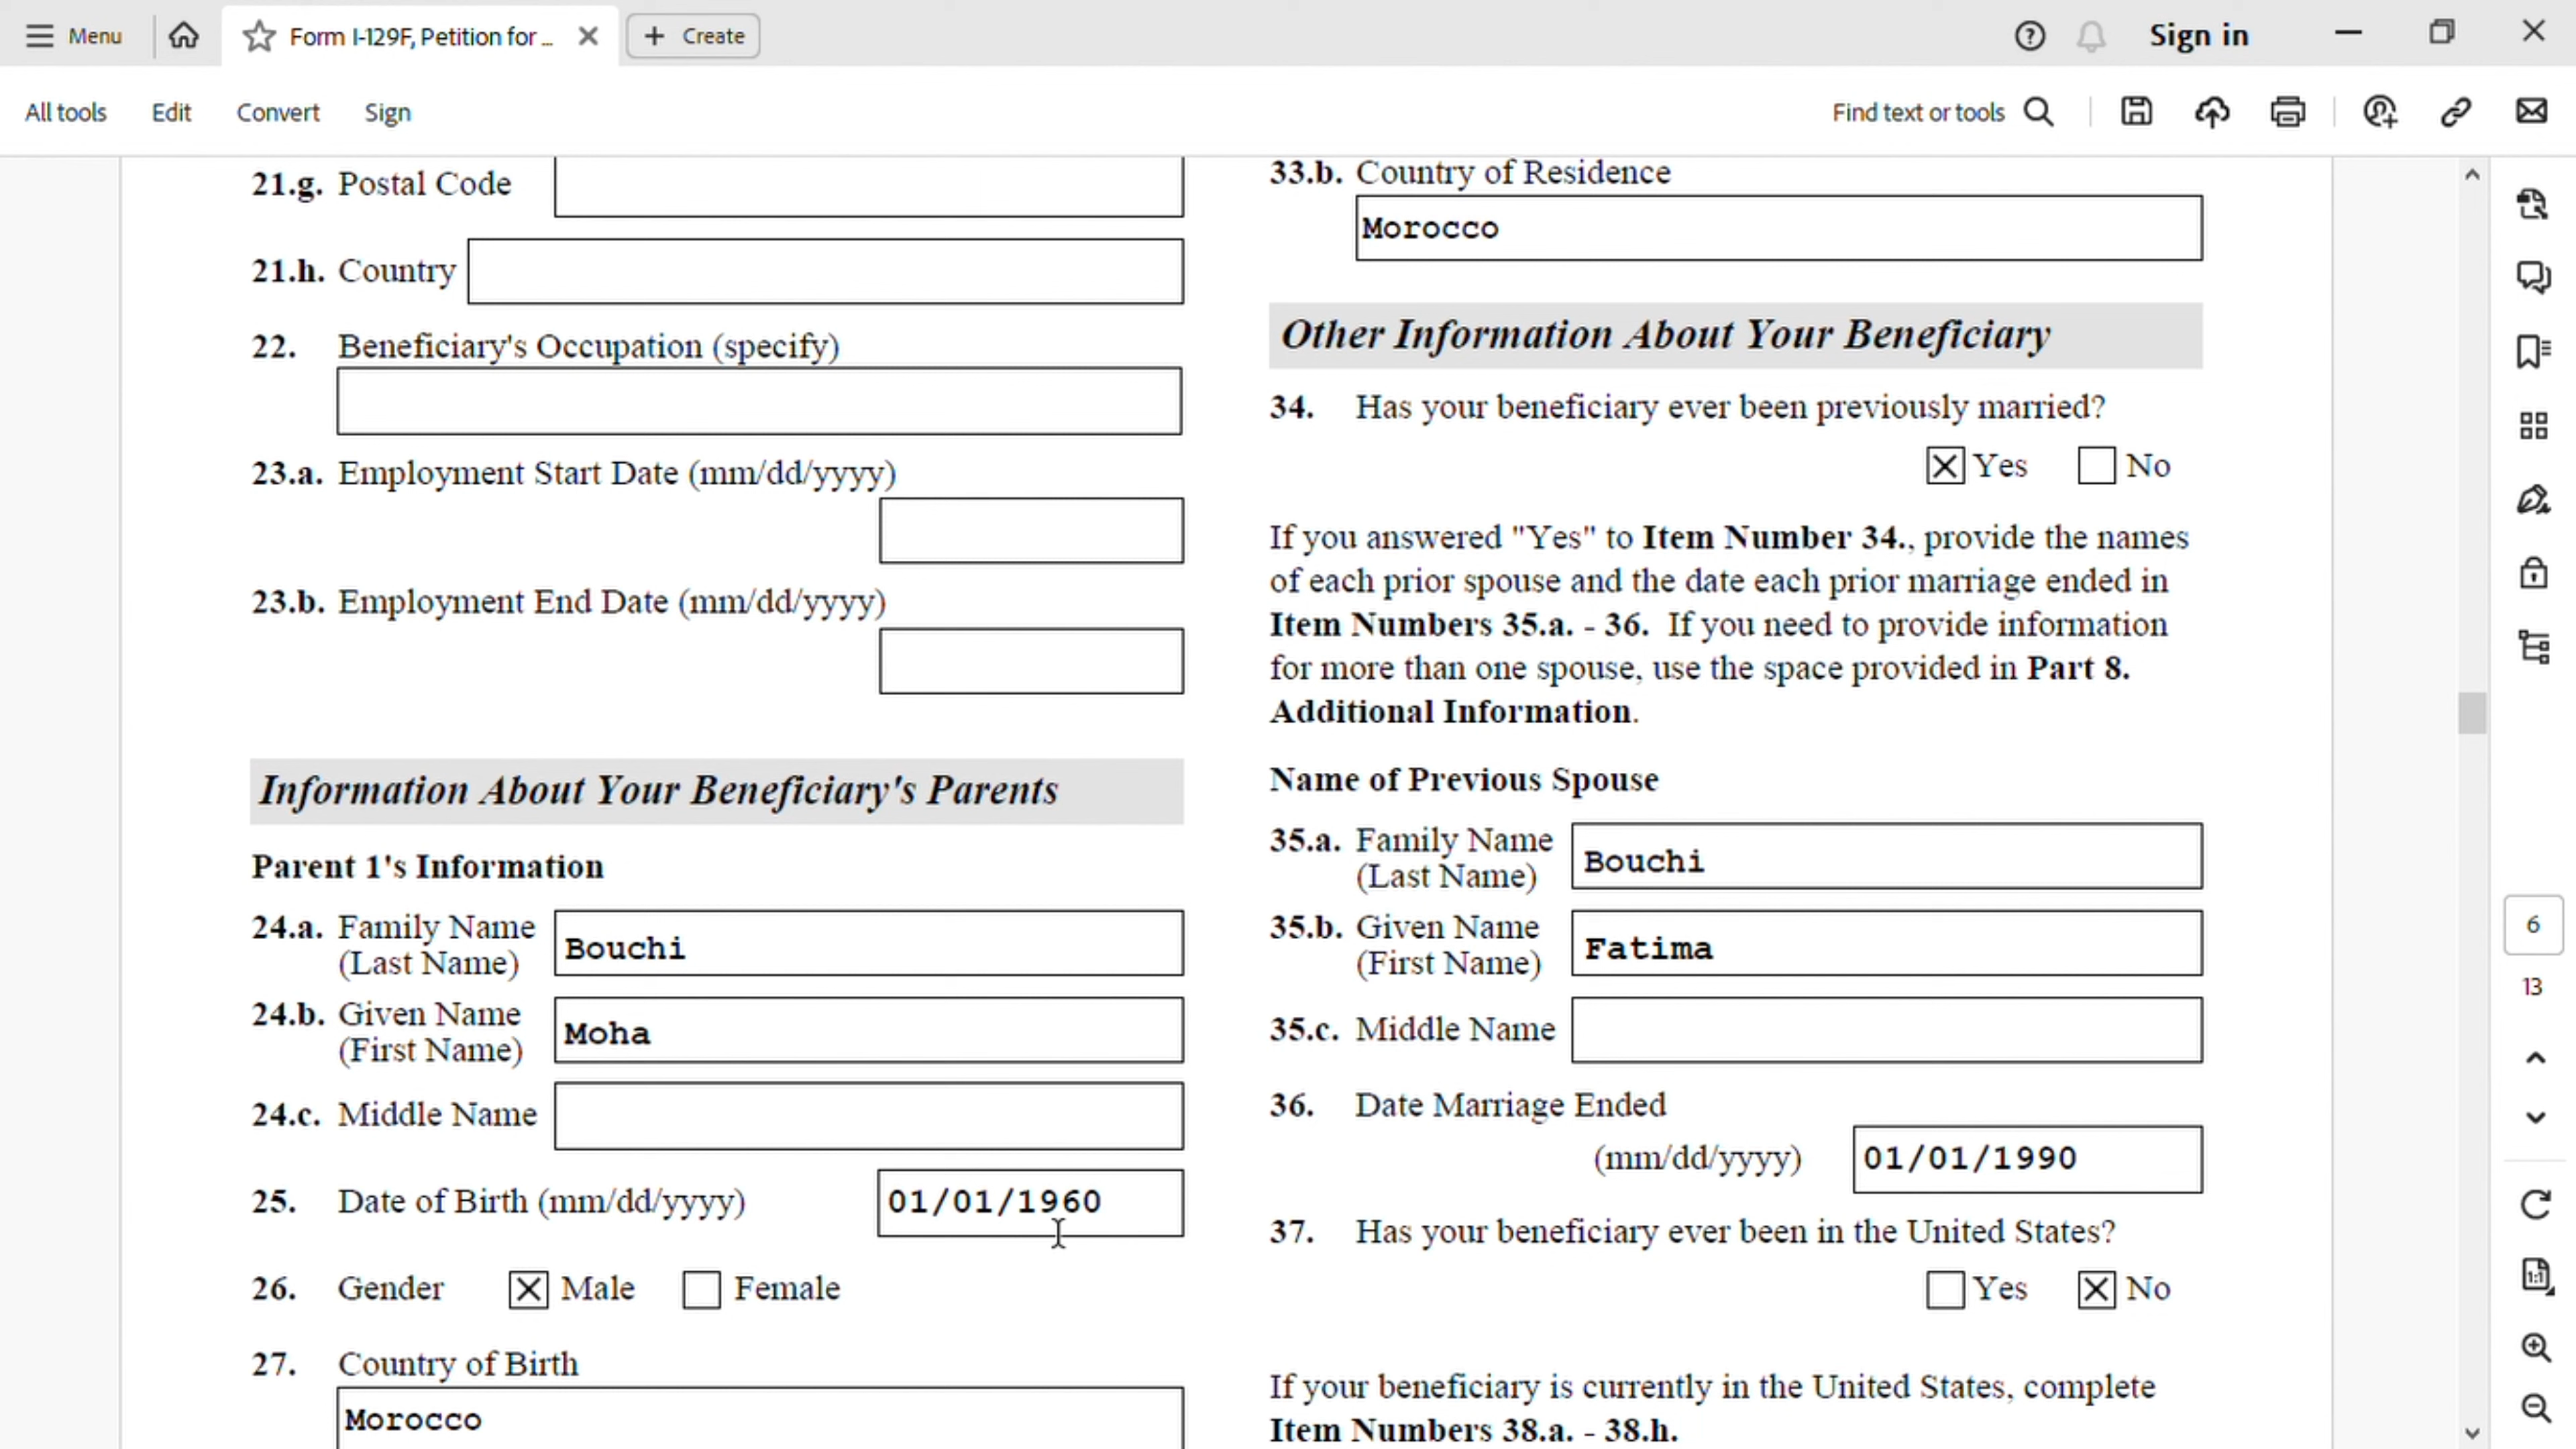 Menu
Form I-129F, Petition for ...
Create
Sign in
All tools
Edit
Convert
Sign
Find text or tools
21.g. Postal Code
21.h. Country
22. Beneficiary's Occupation (specify)
23.a. Employment Start Date (mm/dd/yyyy)
23.b. Employment End Date (mm/dd/yyyy)
Information About Your Beneficiary's Parents
Parent 1's Information
24.a. Family Name
(Last Name)
Bouchi
24.b. Given Name
(First Name)
Moha
24.c. Middle Name
25. Date of Birth (mm/dd/yyyy)
01/01/1960
26. Gender
X Male
Female
27. Country of Birth
Morocco
33.b. Country of Residence
Morocco
Other Information About Your Beneficiary
34. Has your beneficiary ever been previously married?
X Yes
No
If you answered "Yes" to Item Number 34., provide the names
of each prior spouse and the date each prior marriage ended in
Item Numbers 35.a. - 36. If you need to provide information
for more than one spouse, use the space provided in Part 8.
Additional Information.
Name of Previous Spouse
35.a. Family Name
(Last Name)
Bouchi
35.b. Given Name
(First Name)
Fatima
35.c. Middle Name
36. Date Marriage Ended
(mm/dd/yyyy)
01/01/1990
37. Has your beneficiary ever been in the United States?
Yes
X No
If your beneficiary is currently in the United States, complete
Item Numbers 38.a. - 38.h.
6
13
1:1